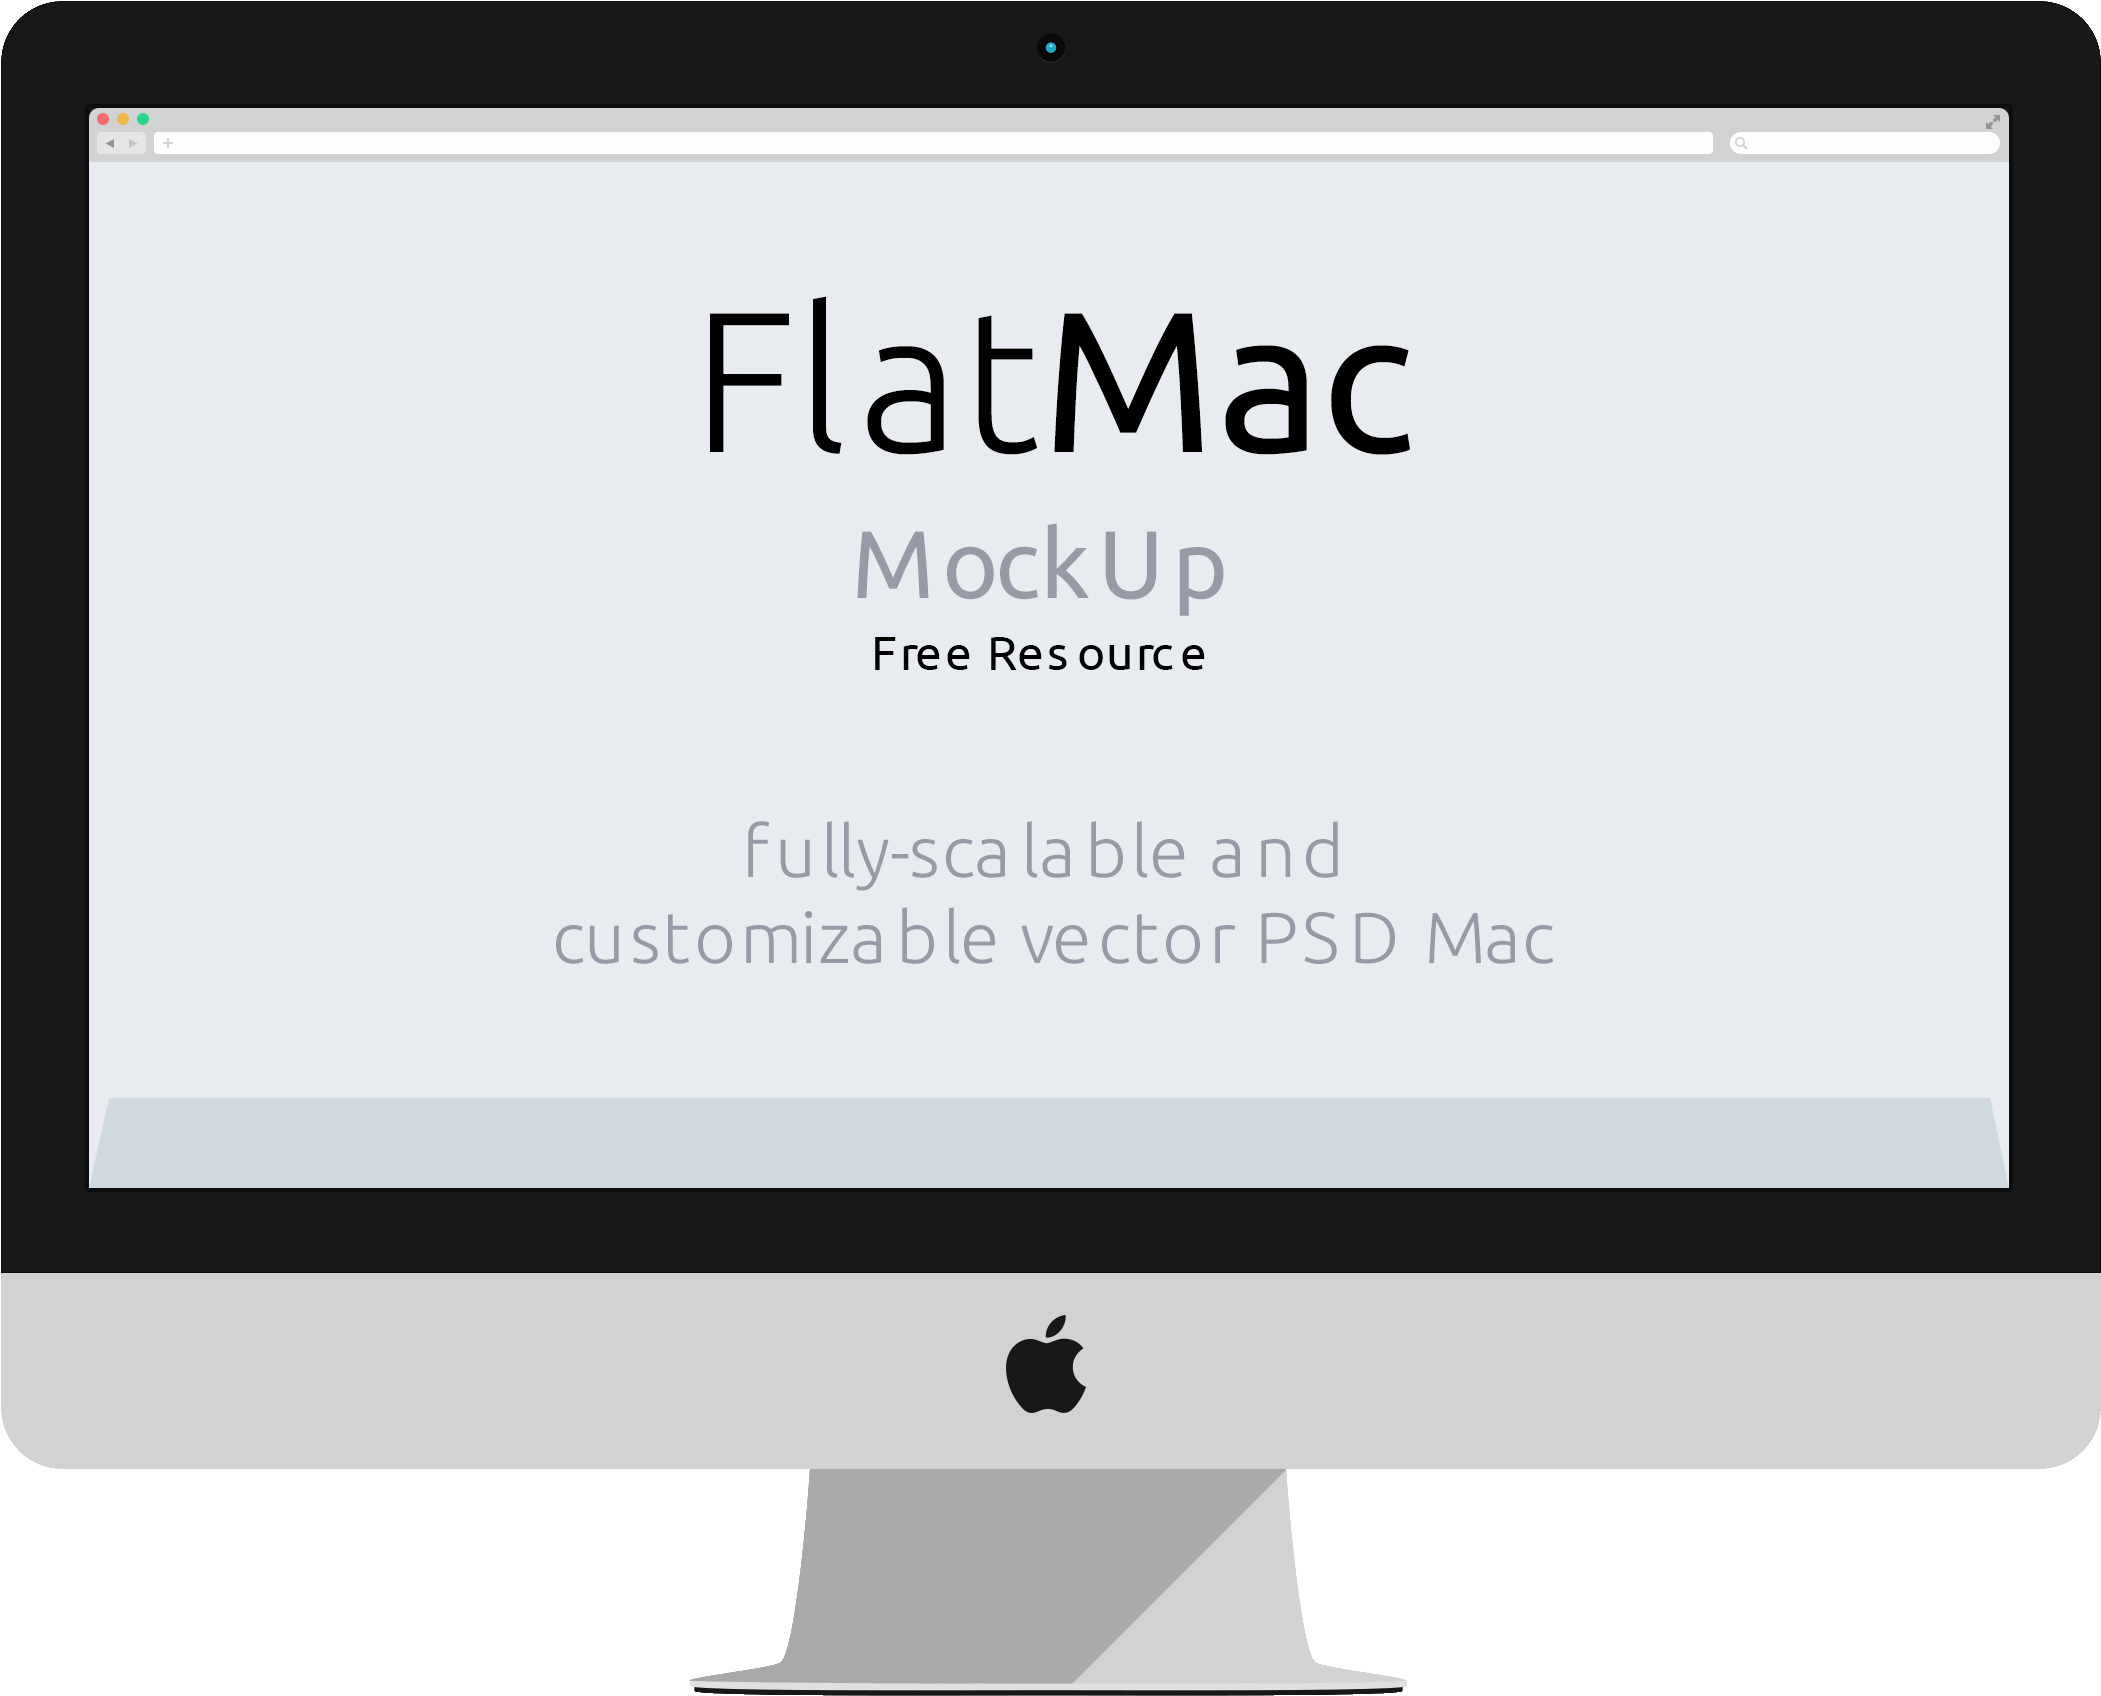 FlatMac
MockUp
Free Resource
fully-scalable and
customizable vector PSD Mac